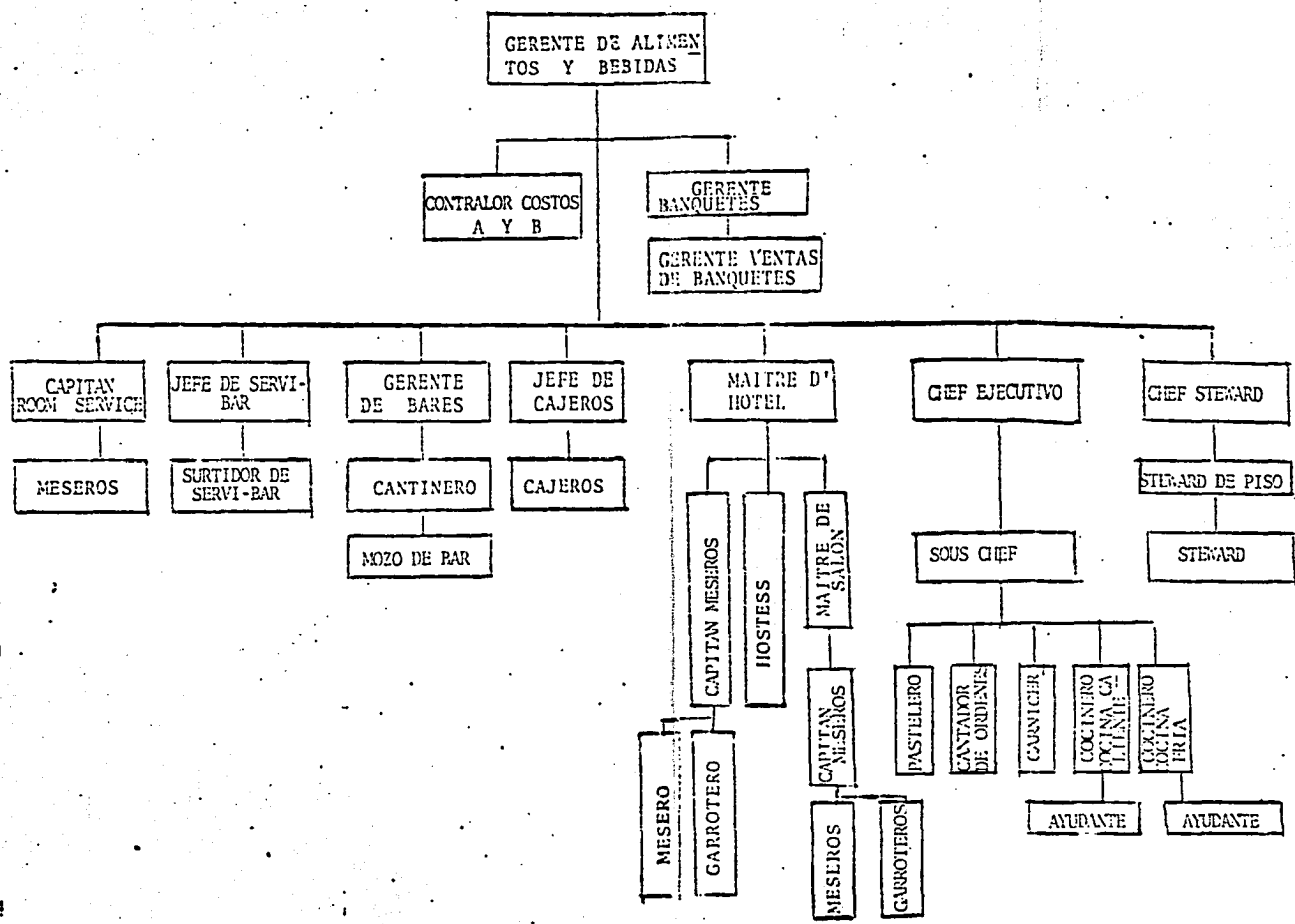 GERENTE DE ALIMEN
TOS Y BEBIDAS
CONTRALOR COSTOS
A Y B
GERENTE
BANQUETES
GERENTE VENTAS
DE BANQUETES
CAPITAN
ROOM SERVICE
JEFE DE SERVI-
BAR
GERENTE
DE BARES
JEFE DE
CAJEROS
MAITRE D'
HOTEL
CHEF EJECUTIVO
CHEF STEWARD
MESEROS
SURTIDOR DE
SERVI-BAR
CANTINERO
CAJEROS
STEWARD DE PISO
MOZO DE BAR
CAPITAN MESEROS
HOSTESS
MAITRE DE
SALON
SOUS CHEF
STEWARD
CAPITAN
MESEROS
PASTELERO
CANTADOR
DE ORDENES
CARNICER
COCINERO
COCINA CA
LIENTE
COCINERO
COCINA
FRIA
MESERO
GARROTERO
MESEROS
GARROTEROS
AYUDANTE
AYUDANTE